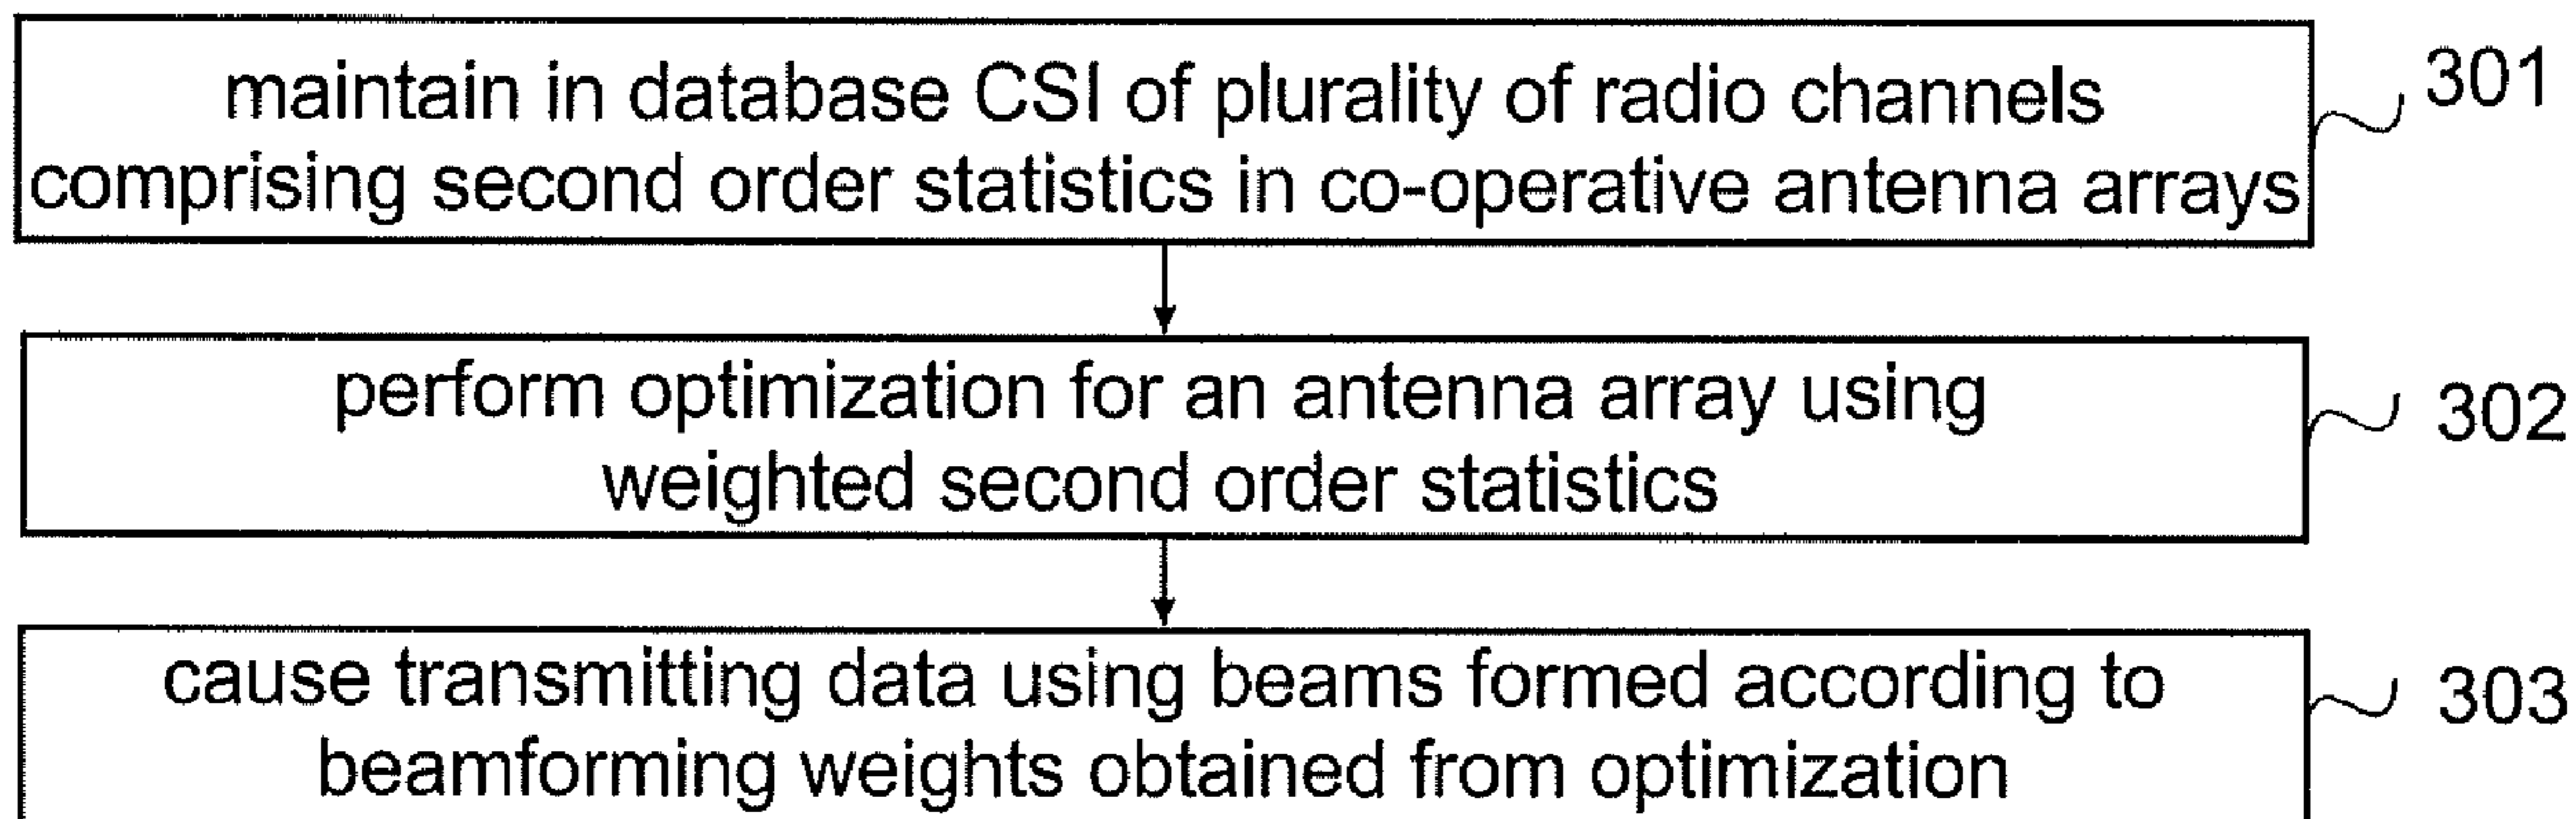 maintain in database CSI of plurality of radio channels
comprising second order statistics in co-operative antenna arrays
301
perform optimization for an antenna array using
weighted second order statistics
302
cause transmitting data using beams formed according to
beamforming weights obtained from optimization
303